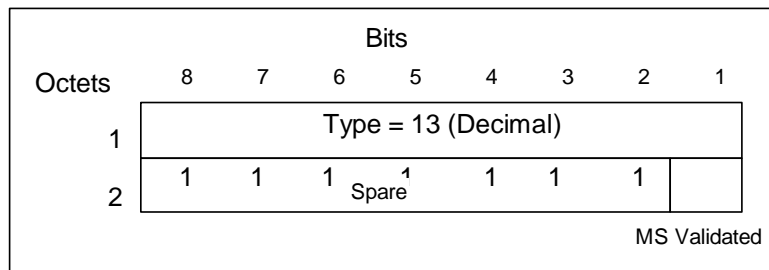 Bits
Octets 8 7 6 5 4 3 2 1
1 Type = 13 (Decimal)
2 1 1 1 1 1 1 1
Spare
MS Validated